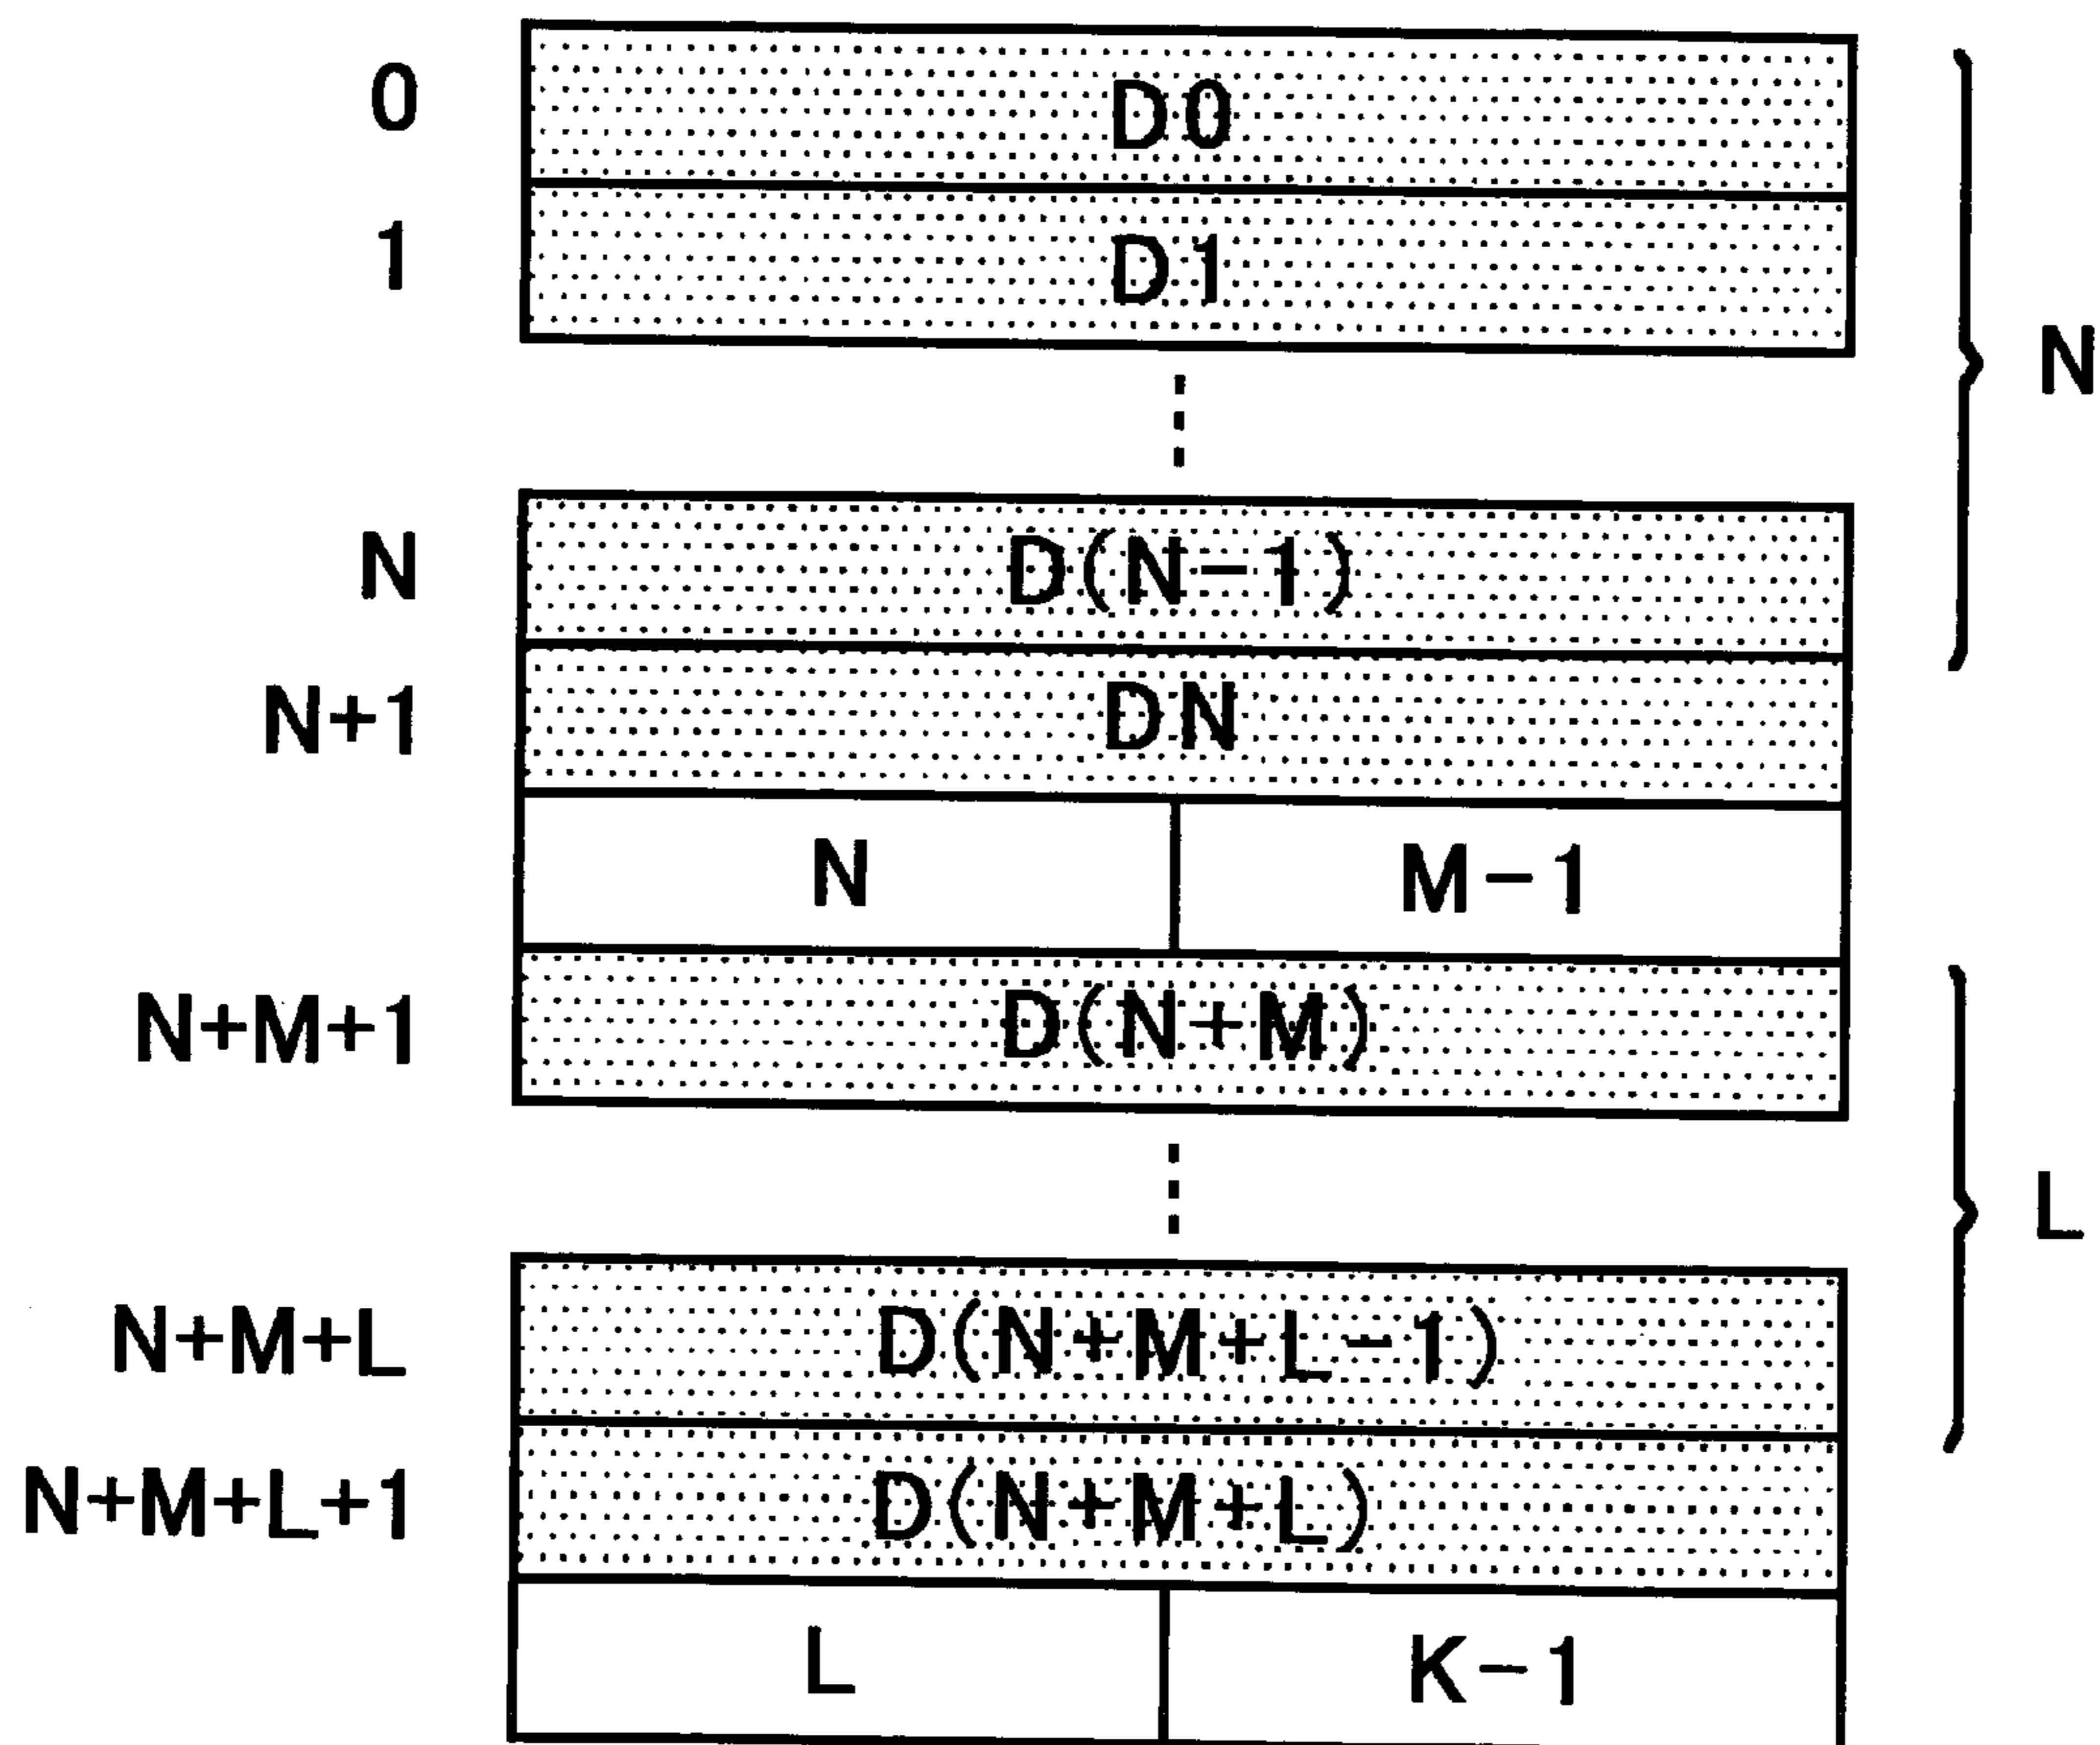 0 D0
1 D1
N
N D(N-1)
N+1 DN
N M-1
N+M+1 D(N+M)
L
N+M+L D(N+M+L-1)
N+M+L+1 D(N+M+L)
L K-1